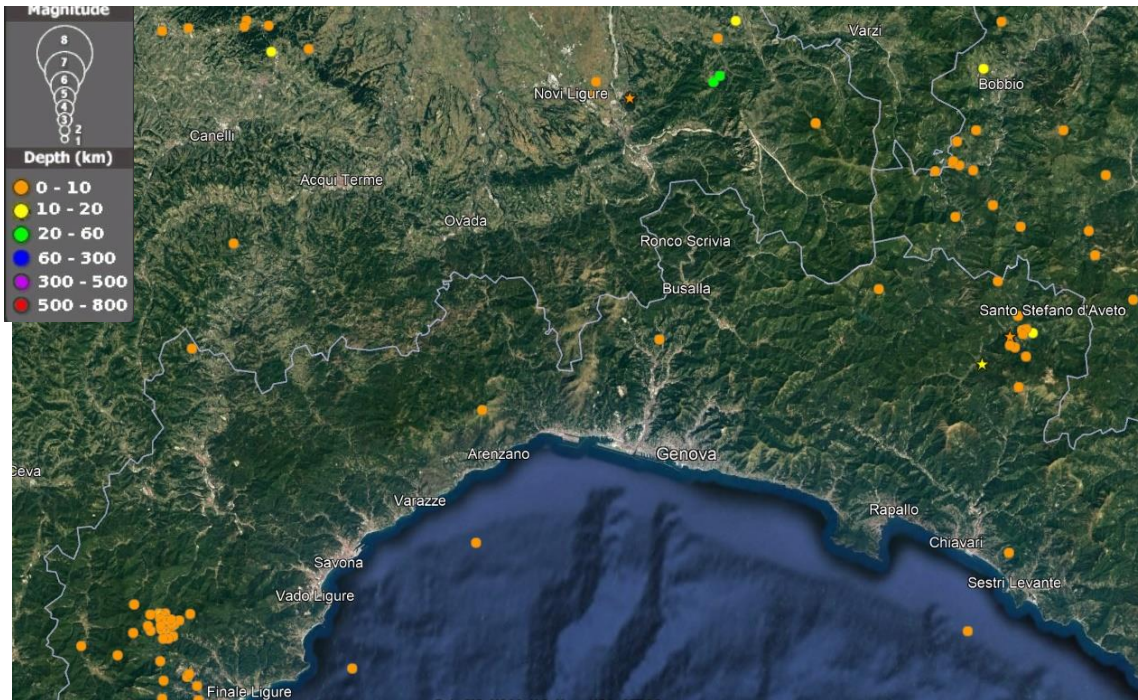 Magnitude
8
7
6
5
4
3
2
1
Depth (km)
0 - 10
10 - 20
20 - 60
60 - 300
300 - 500
500 - 800
Varzi
Bobbio
Novi Ligure
Canelli
Acqui Terme
Ovada
Ronco Scrivia
Busalla
Santo Stefano d'Aveto
Arenzano
Genova
Ceva
Varazze
Rapallo
Chiavari
Savona
Sestri Levante
Vado Ligure
Finale Ligure